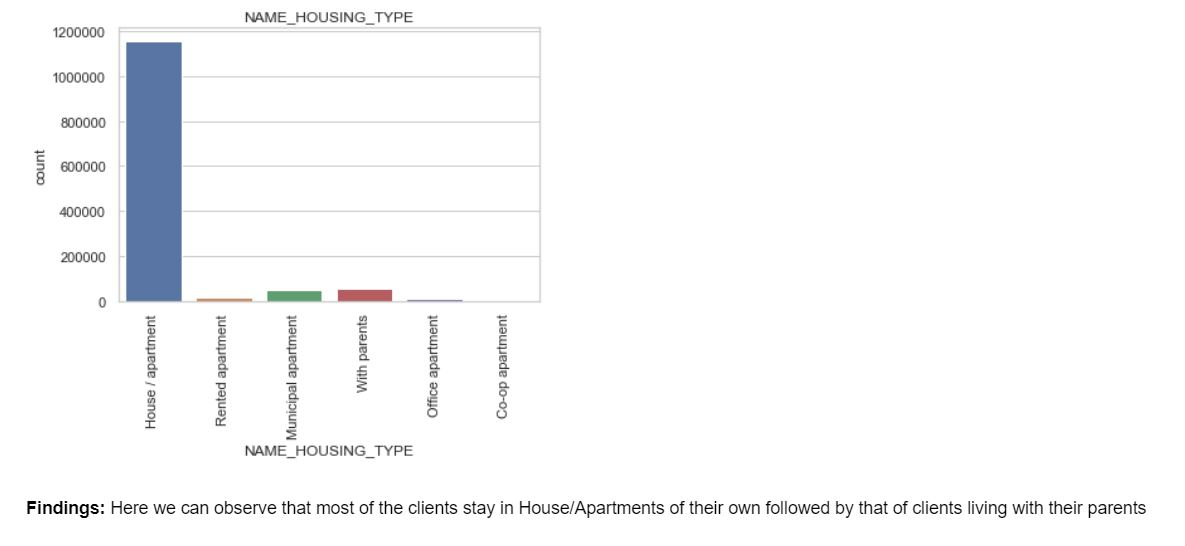 NAME_HOUSING_TYPE
1200000
1000000
800000
600000
400000
200000
0
count
House / apartment
Rented apartment
Municipal apartment
With parents
Office apartment
Co-op apartment
NAME_HOUSING_TYPE
Findings: Here we can observe that most of the clients stay in House/Apartments of their own followed by that of clients living with their parents